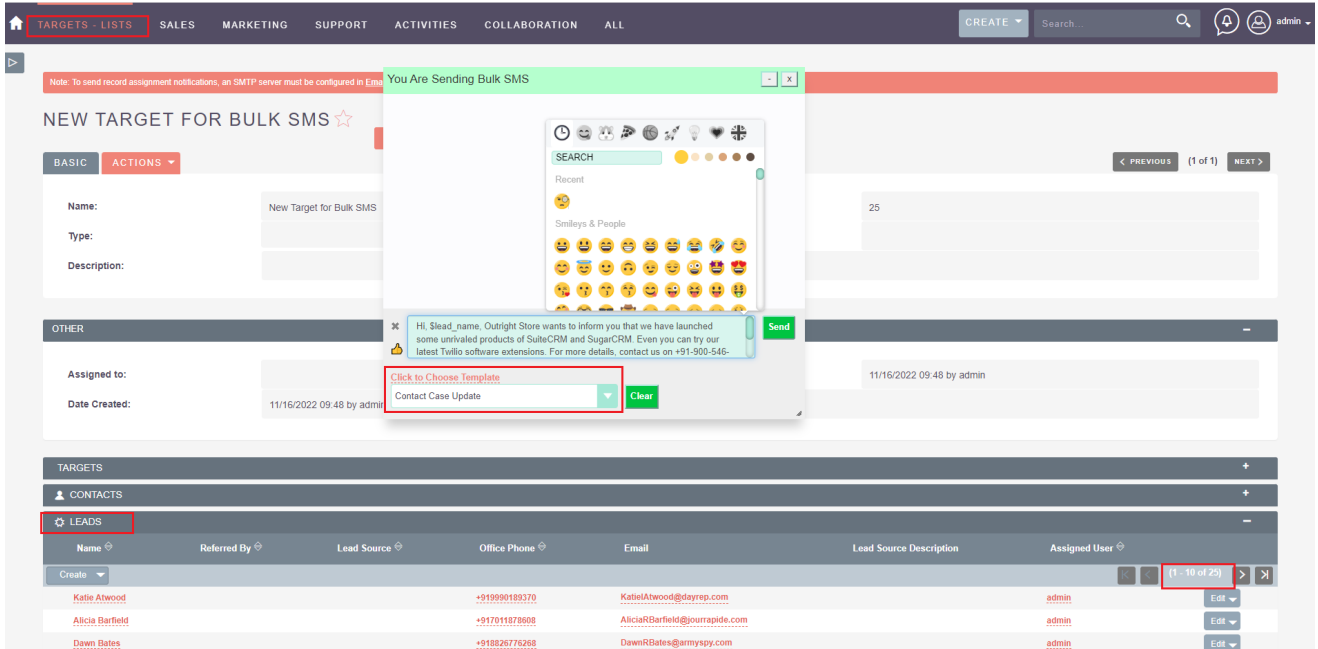 TARGETS - LISTS SALES MARKETING SUPPORT ACTIVITIES COLLABORATION ALL CREATE Search... admin
Note: To send record assignment notifications, an SMTP server must be configured in Ema
You Are Sending Bulk SMS - x
NEW TARGET FOR BULK SMS
SEARCH
BASIC ACTIONS
PREVIOUS (1 of 1) NEXT
Recent
Name: New Target for Bulk SMS 25
Smileys & People
Type:
Description:
OTHER
Hi, $lead_name, Outright Store wants to inform you that we have launched
some unrivaled products of SuiteCRM and SugarCRM. Even you can try our
latest Twilio software extensions. For more details, contact us on +91-900-546-
Send
Assigned to: 11/16/2022 09:48 by admin
Click to Choose Template
Contact Case Update Clear
Date Created: 11/16/2022 09:48 by admin
TARGETS
CONTACTS
LEADS
Name Referred By Lead Source Office Phone Email Lead Source Description Assigned User
Create (1 - 10 of 25)
Katie Atwood +919990189370 KatielAtwood@dayrep.com admin Edit
Alicia Barfield +917011878608 AliciaRBarfield@jourrapide.com admin Edit
Dawn Bates +918826776268 DawnRBates@armyspy.com admin Edit